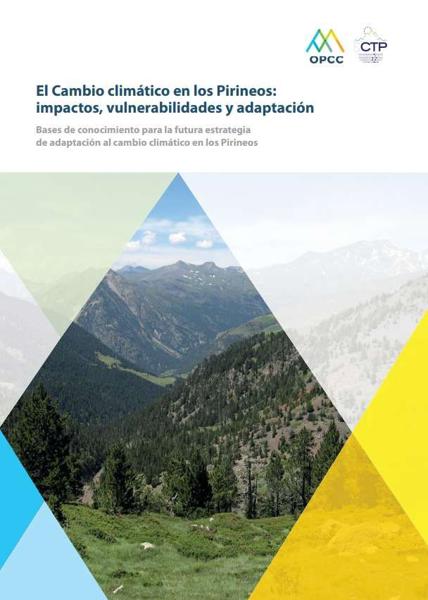 OPCC
CTP
El Cambio climático en los Pirineos:
impactos, vulnerabilidades y adaptación
Bases de conocimiento para la futura estrategia
de adaptación al cambio climático en los Pirineos